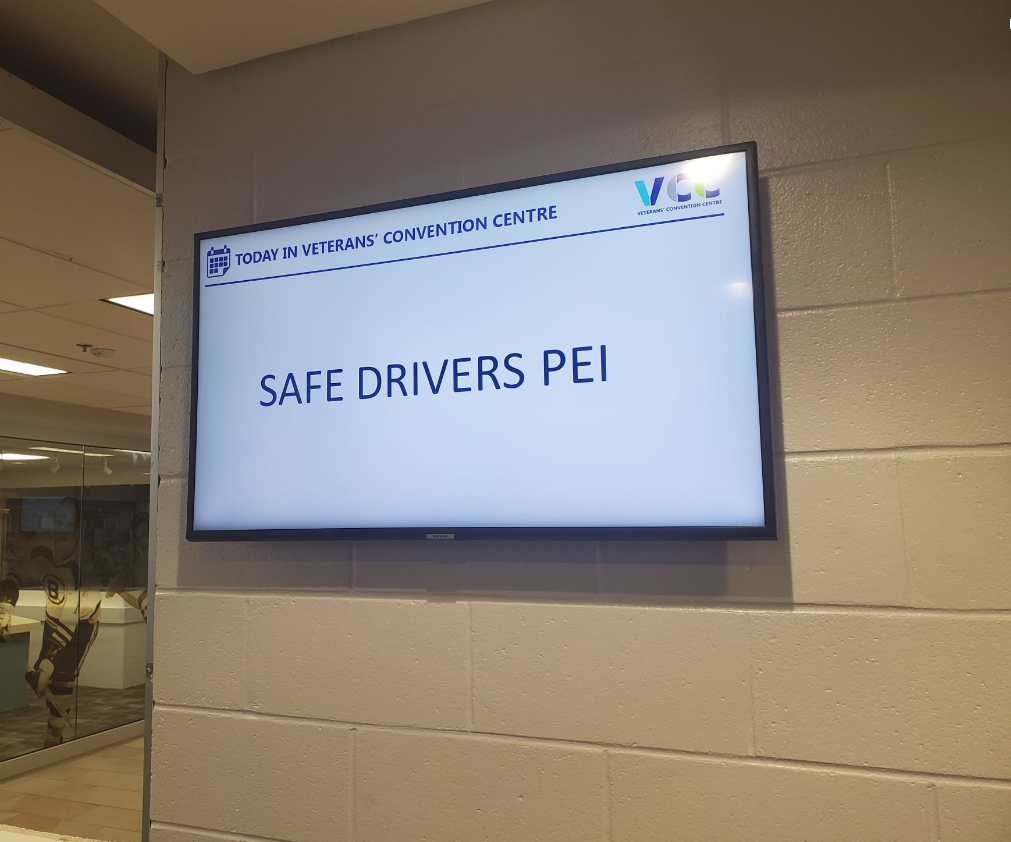 TODAY IN VETERANS' CONVENTION CENTRE
VCC
VETERANS' CONVENTION CENTRE
SAFE DRIVERS PEI
B